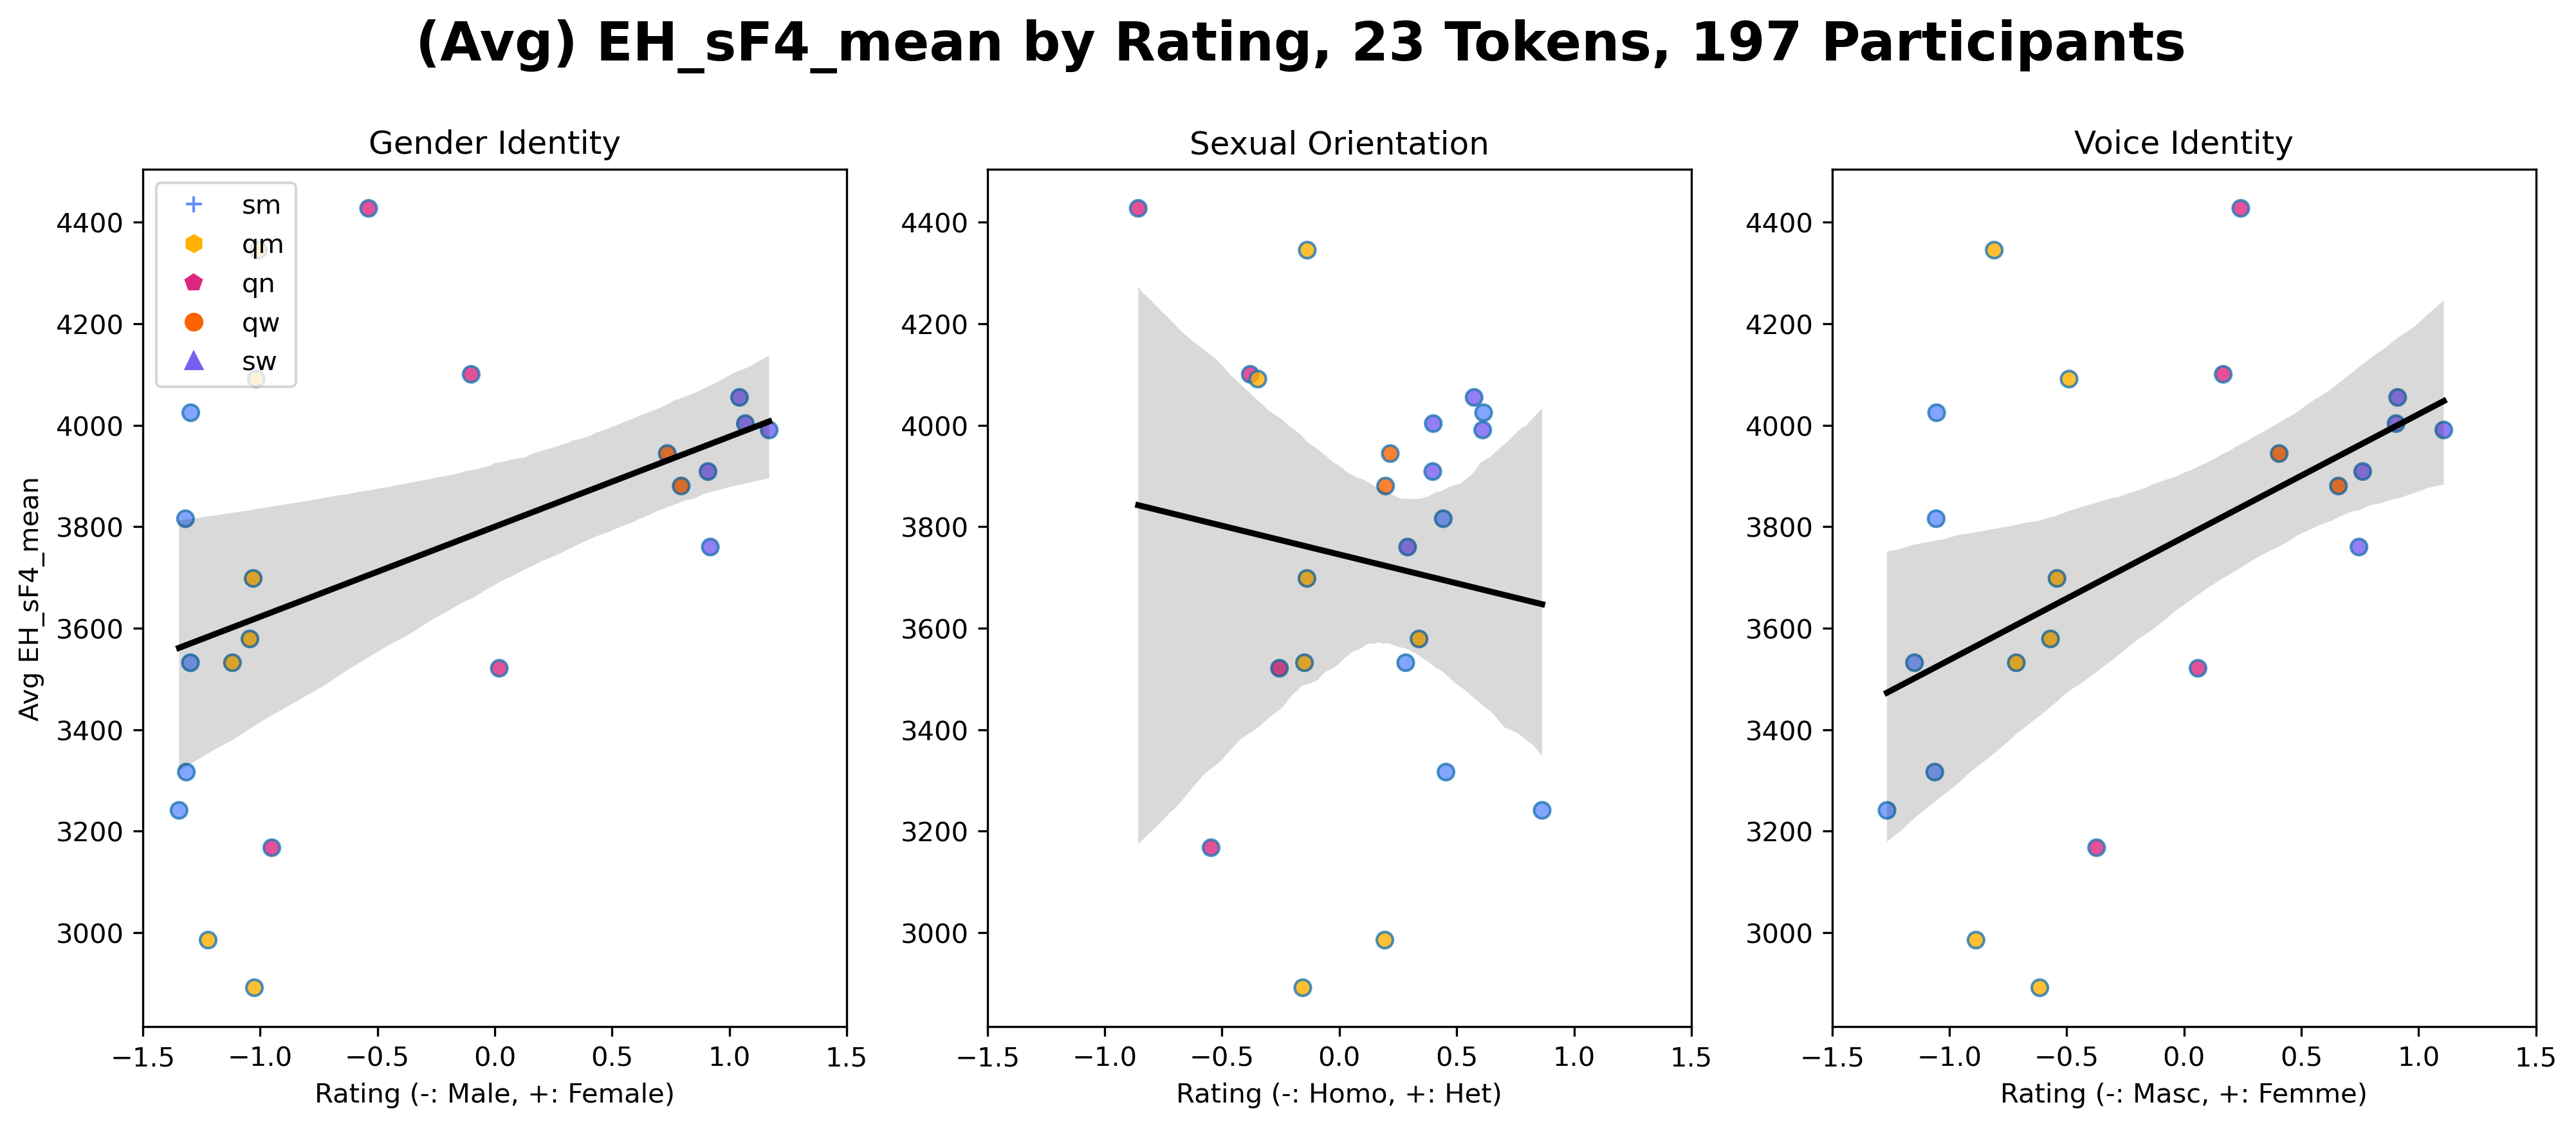 (Avg) EH_sF4_mean by Rating, 23 Tokens, 197 Participants
Gender Identity
Sexual Orientation
Voice Identity
sm
qm
qn
qw
sw
Avg EH_sF4_mean
4400
4200
4000
3800
3600
3400
3200
3000
−1.5 −1.0 −0.5 0.0 0.5 1.0 1.5
Rating (-: Male, +: Female)
4400
4200
4000
3800
3600
3400
3200
3000
−1.5 −1.0 −0.5 0.0 0.5 1.0 1.5
Rating (-: Homo, +: Het)
4400
4200
4000
3800
3600
3400
3200
3000
−1.5 −1.0 −0.5 0.0 0.5 1.0 1.5
Rating (-: Masc, +: Femme)